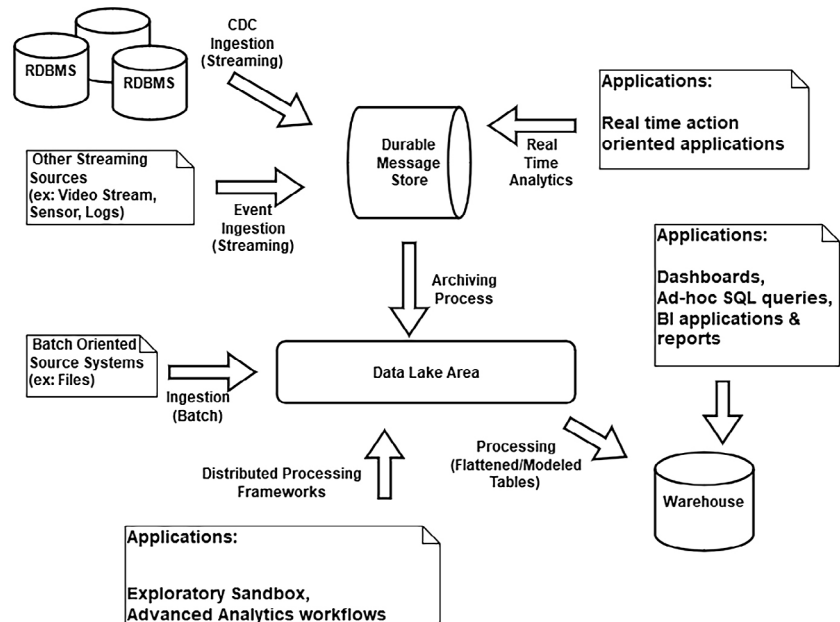 RDBMS
RDBMS
CDC
Ingestion
(Streaming)
Other Streaming
Sources
(ex: Video Stream,
Sensor, Logs)
Event
Ingestion
(Streaming)
Durable
Message
Store
Real
Time
Analytics
Applications:
Real time action
oriented applications
Archiving
Process
Applications:
Dashboards,
Ad-hoc SQL queries,
BI applications &
reports
Batch Oriented
Source Systems
(ex: Files)
Ingestion
(Batch)
Data Lake Area
Distributed Processing
Frameworks
Processing
(Flattened/Modeled
Tables)
Warehouse
Applications:
Exploratory Sandbox,
Advanced Analytics workflows